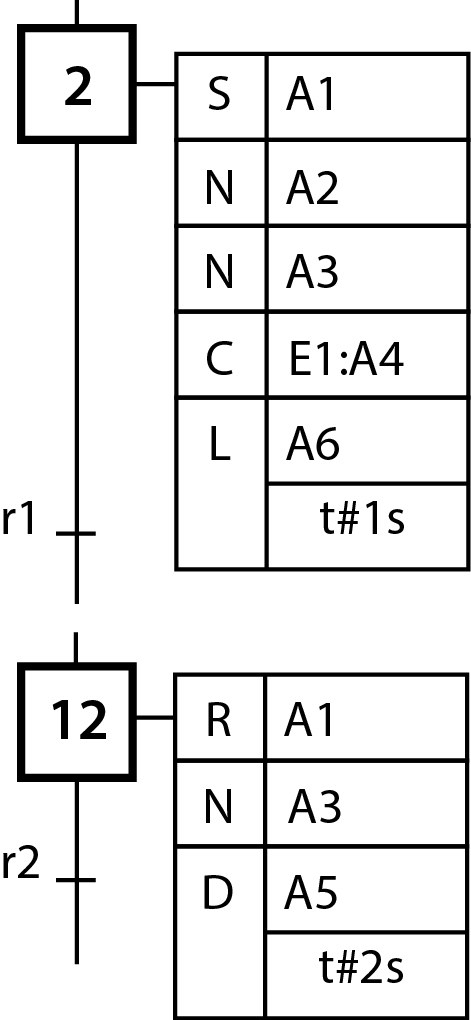 2
S A1
N A2
N A3
C E1:A4
L A6
t#1s
r1
12
R A1
N A3
D A5
r2
t#2s